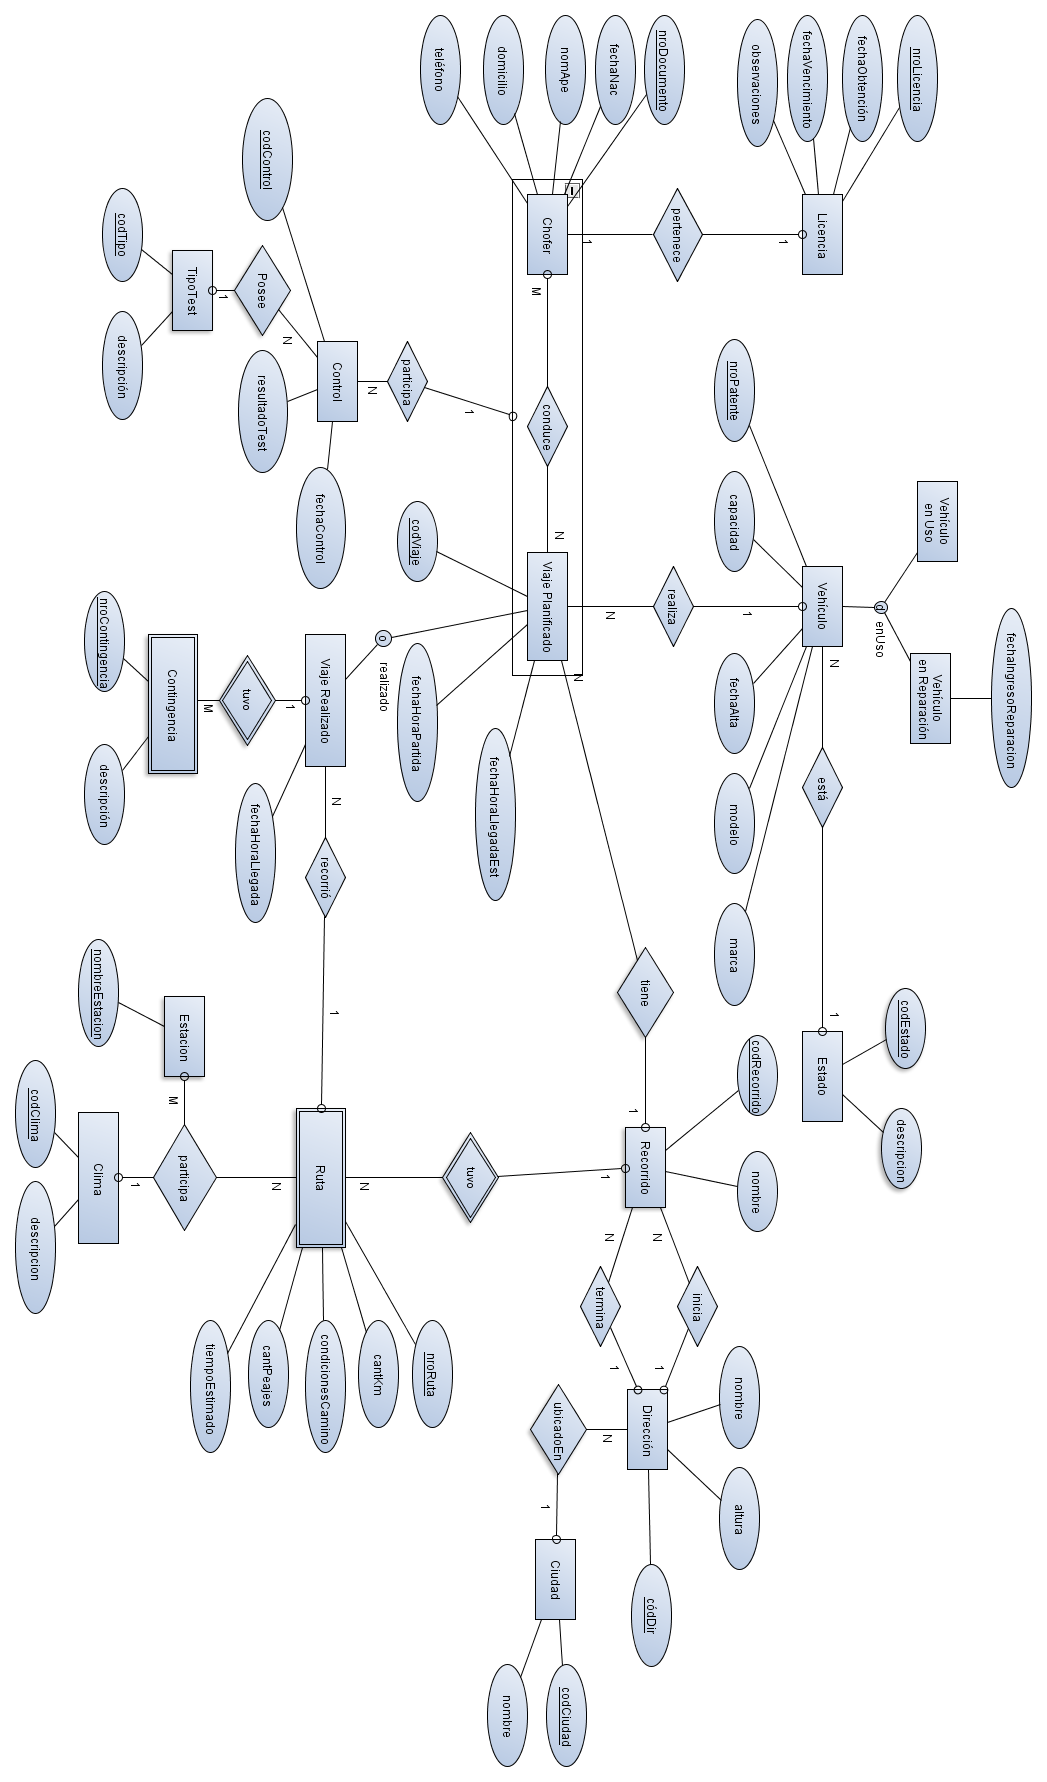 fechaIngresoReparacion
nroLicencia
Vehículo
en Uso
Vehículo
en Reparación
codEstado
descripcion
fechaObtención
d
enUso
fechaVencimiento
observaciones
Licencia
Vehículo
N
está
1
Estado
1
pertenece
1
nroPatente
capacidad
fechaAlta
modelo
marca
codRecorrido
nombre
nombre
altura
1
realiza
N
nroDocumento
fechaNac
nomApe
domicilio
teléfono
inicia
N
1
tiene
1
Recorrido
1
Dirección
códDir
N
termina
1
N
ubicadoEn
1
Ciudad
codCiudad
nombre
Chofer
M
conduce
N
Viaje Planificado
N
codViaje
fechaHoraPartida
fechaHoraLlegadaEst
1
participa
N
o
realizado
tuvo
N
nroRuta
cantKm
condicionesCamino
cantPeajes
tiempoEstimado
Control
codControl
resultadoTest
fechaControl
N
Posee
1
TipoTest
codTipo
descripción
Viaje Realizado
N
recorrió
1
Ruta
N
fechaHoraLlegada
1
tuvo
M
Contingencia
nroContingencia
descripción
Estacion
nombreEstacion
M
participa
1
Clima
codClima
descripcion